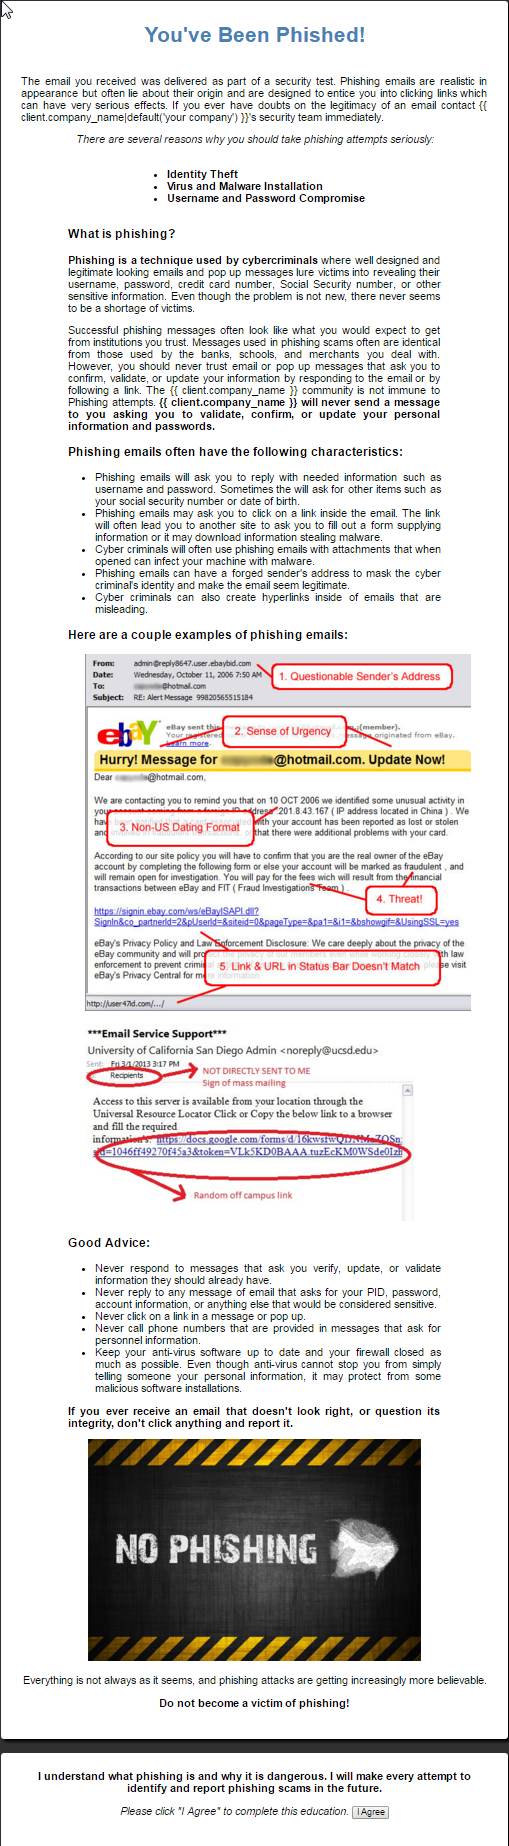 You've Been Phished!
The email you received was delivered as part of a security test. Phishing emails are realistic in
appearance but often lie about their origin and are designed to entice you into clicking links which
can have very serious effects. If you ever have doubts on the legitimacy of an email contact {{
client.company_name|default('your company') }}'s security team immediately.
There are several reasons why you should take phishing attempts seriously:
• Identity Theft
• Virus and Malware Installation
• Username and Password Compromise
What is phishing?
Phishing is a technique used by cybercriminals where well designed and
legitimate looking emails and pop up messages lure victims into revealing their
username, password, credit card number, Social Security number, or other
sensitive information. Even though the problem is not new, there never seems
to be a shortage of victims.
Successful phishing messages often look like what you would expect to get
from institutions you trust. Messages used in phishing scams often are identical
from those used by the banks, schools, and merchants you deal with.
However, you should never trust email or pop up messages that ask you to
confirm, validate, or update your information by responding to the email or by
following a link. The {{ client.company_name }} community is not immune to
Phishing attempts. {{ client.company_name }} will never send a message
to you asking you to validate, confirm, or update your personal
information and passwords.
Phishing emails often have the following characteristics:
• Phishing emails will ask you to reply with needed information such as
username and password. Sometimes the will ask for other items such as
your social security number or date of birth.
• Phishing emails may ask you to click on a link inside the email. The link
will often lead you to another site to ask you to fill out a form supplying
information or it may download information stealing malware.
• Cyber criminals will often use phishing emails with attachments that when
opened can infect your machine with malware.
• Phishing emails can have a forged sender's address to mask the cyber
criminal's identity and make the email seem legitimate.
• Cyber criminals can also create hyperlinks inside of emails that are
misleading.
Here are a couple examples of phishing emails:
From: admin@reply8647.user.ebaybid.com
Date: Wednesday, October 11, 2006 7:50 AM
To: @hotmail.com
Subject: RE: Alert Message 99820565515184
1. Questionable Sender's Address
ebay
eBay sent this
(member).
2. Sense of Urgency
Your registered
message originated from eBay.
Learn more.
Hurry! Message for @hotmail.com. Update Now!
Dear @hotmail.com,
We are contacting you to remind you that on 10 OCT 2006 we identified some unusual activity in
your 201.8.43.167 ( IP address located in China ) . We
have with your account has been reported as lost or stolen
3. Non-US Dating Format
and that there were additional problems with your card.
According to our site policy you will have to confirm that you are the real owner of the eBay
account by completing the following form or else your account will be marked as fraudulent , and
will remain open for investigation. You will pay for the fees wich will result from the financial
transactions between eBay and FIT ( Fraud Investigations Team ) .
4. Threat!
https://signin.ebay.com/ws/eBayISAPI.dll?
SignIn&co_partnerId=2&pUserId=&siteid=0&pageType=&pa1=&i1=&bshowgif=&UsingSSL=yes
eBay's Privacy Policy and Law Enforcement Disclosure: We care deeply about the privacy of the
eBay community and will protect the privacy of our members even while working closely with law
5. Link & URL in Status Bar Doesn't Match
enforcement to prevent criminal please visit
eBay's Privacy Central for more information
http://user47id.com/.../
***Email Service Support***
University of California San Diego Admin <noreply@ucsd.edu>
Sent: Fri 3/1/2013 3:17 PM
To: Recipients
NOT DIRECTLY SENT TO ME
Sign of mass mailing
Access to this server is available from your location through the
Universal Resource Locator Click or Copy the below link to a browser
and fill the required
information's: https://docs.google.com/forms/d/
Random off campus link
Good Advice:
• Never respond to messages that ask you verify, update, or validate
information they should already have.
• Never reply to any message of email that asks for your PID, password,
account information, or anything else that would be considered sensitive.
• Never click on a link in a message or pop up.
• Never call phone numbers that are provided in messages that ask for
personnel information.
• Keep your anti-virus software up to date and your firewall closed as
much as possible. Even though anti-virus cannot stop you from simply
telling someone your personal information, it may protect from some
malicious software installations.
If you ever receive an email that doesn't look right, or question its
integrity, don't click anything and report it.
NO PHISHING
Everything is not always as it seems, and phishing attacks are getting increasingly more believable.
Do not become a victim of phishing!
I understand what phishing is and why it is dangerous. I will make every attempt to
identify and report phishing scams in the future.
Please click "I Agree" to complete this education. I Agree